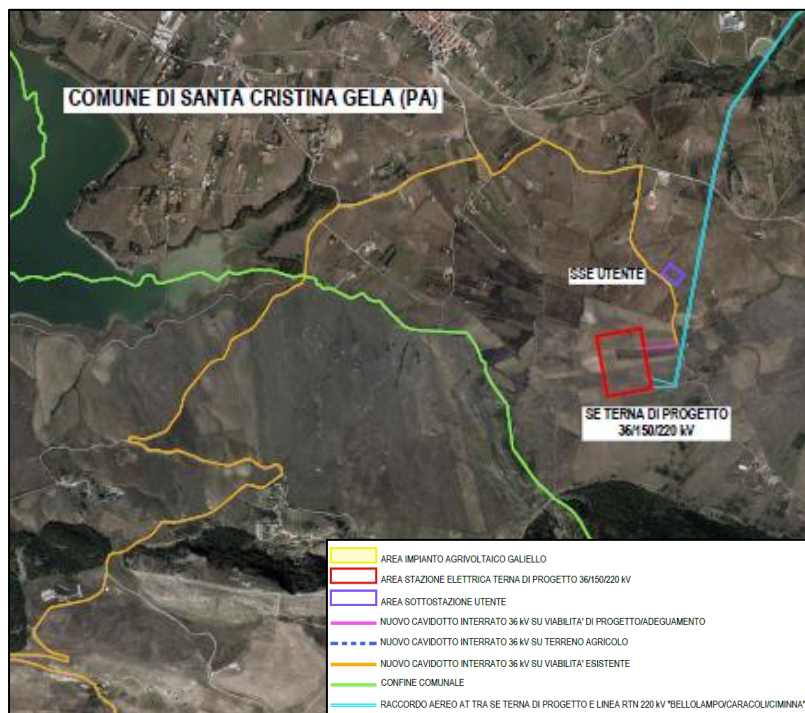 COMUNE DI SANTA CRISTINA GELA (PA)
SSE UTENTE
SE TERNA DI PROGETTO
36/150/220 kV
AREA IMPIANTO AGRIVOLTAICO GALIELLO
AREA STAZIONE ELETTRICA TERNA DI PROGETTO 36/150/220 kV
AREA SOTTOSTAZIONE UTENTE
NUOVO CAVIDOTTO INTERRATO 36 kV SU VIABILITA' DI PROGETTO/ADEGUAMENTO
NUOVO CAVIDOTTO INTERRATO 36 kV SU TERRENO AGRICOLO
NUOVO CAVIDOTTO INTERRATO 36 kV SU VIABILITA' ESISTENTE
CONFINE COMUNALE
RACCORDO AEREO AT TRA SE TERNA DI PROGETTO E LINEA RTN 220 kV "BELLOLAMPO/CARACOLI/CIMINNA"